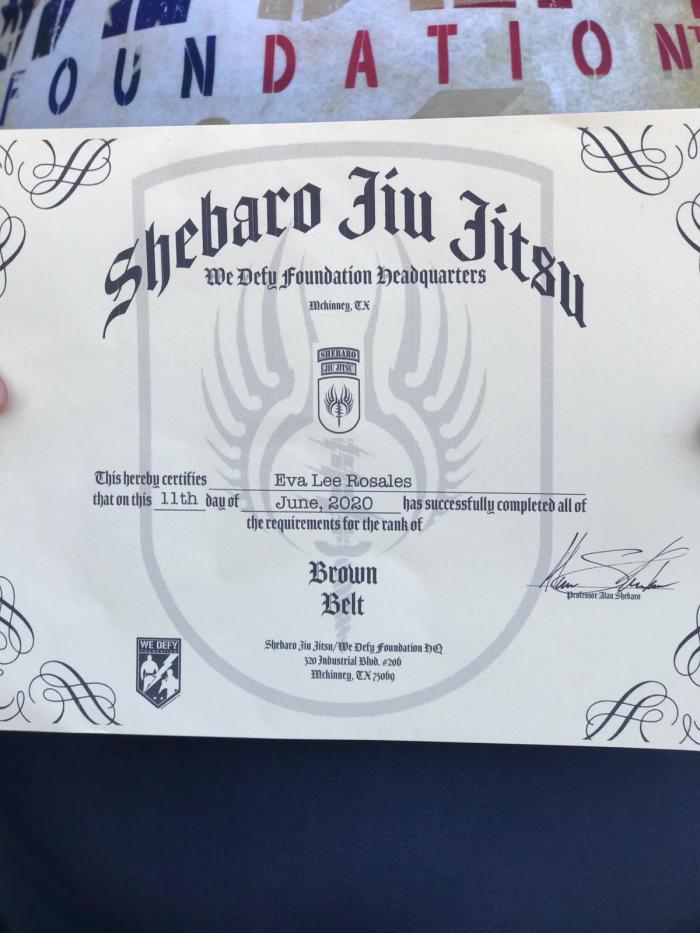 FOUNDATION
Shebaro Jiu Jitsu
We Defy Foundation Headquarters
Mckinney, TX
SHEBARO
JIU JITSU
This hereby certifies Eva Lee Rosales
that on this 11th day of June, 2020 has successfully completed all of
the requirements for the rank of
Brown
Belt
Alan Shebaro
Professor Alan Shebaro
WE DEFY
FOUNDATION
Shebaro Jiu Jitsu/We Defy Foundation HQ
320 Industrial Blvd. #206
Mckinney, TX 75069